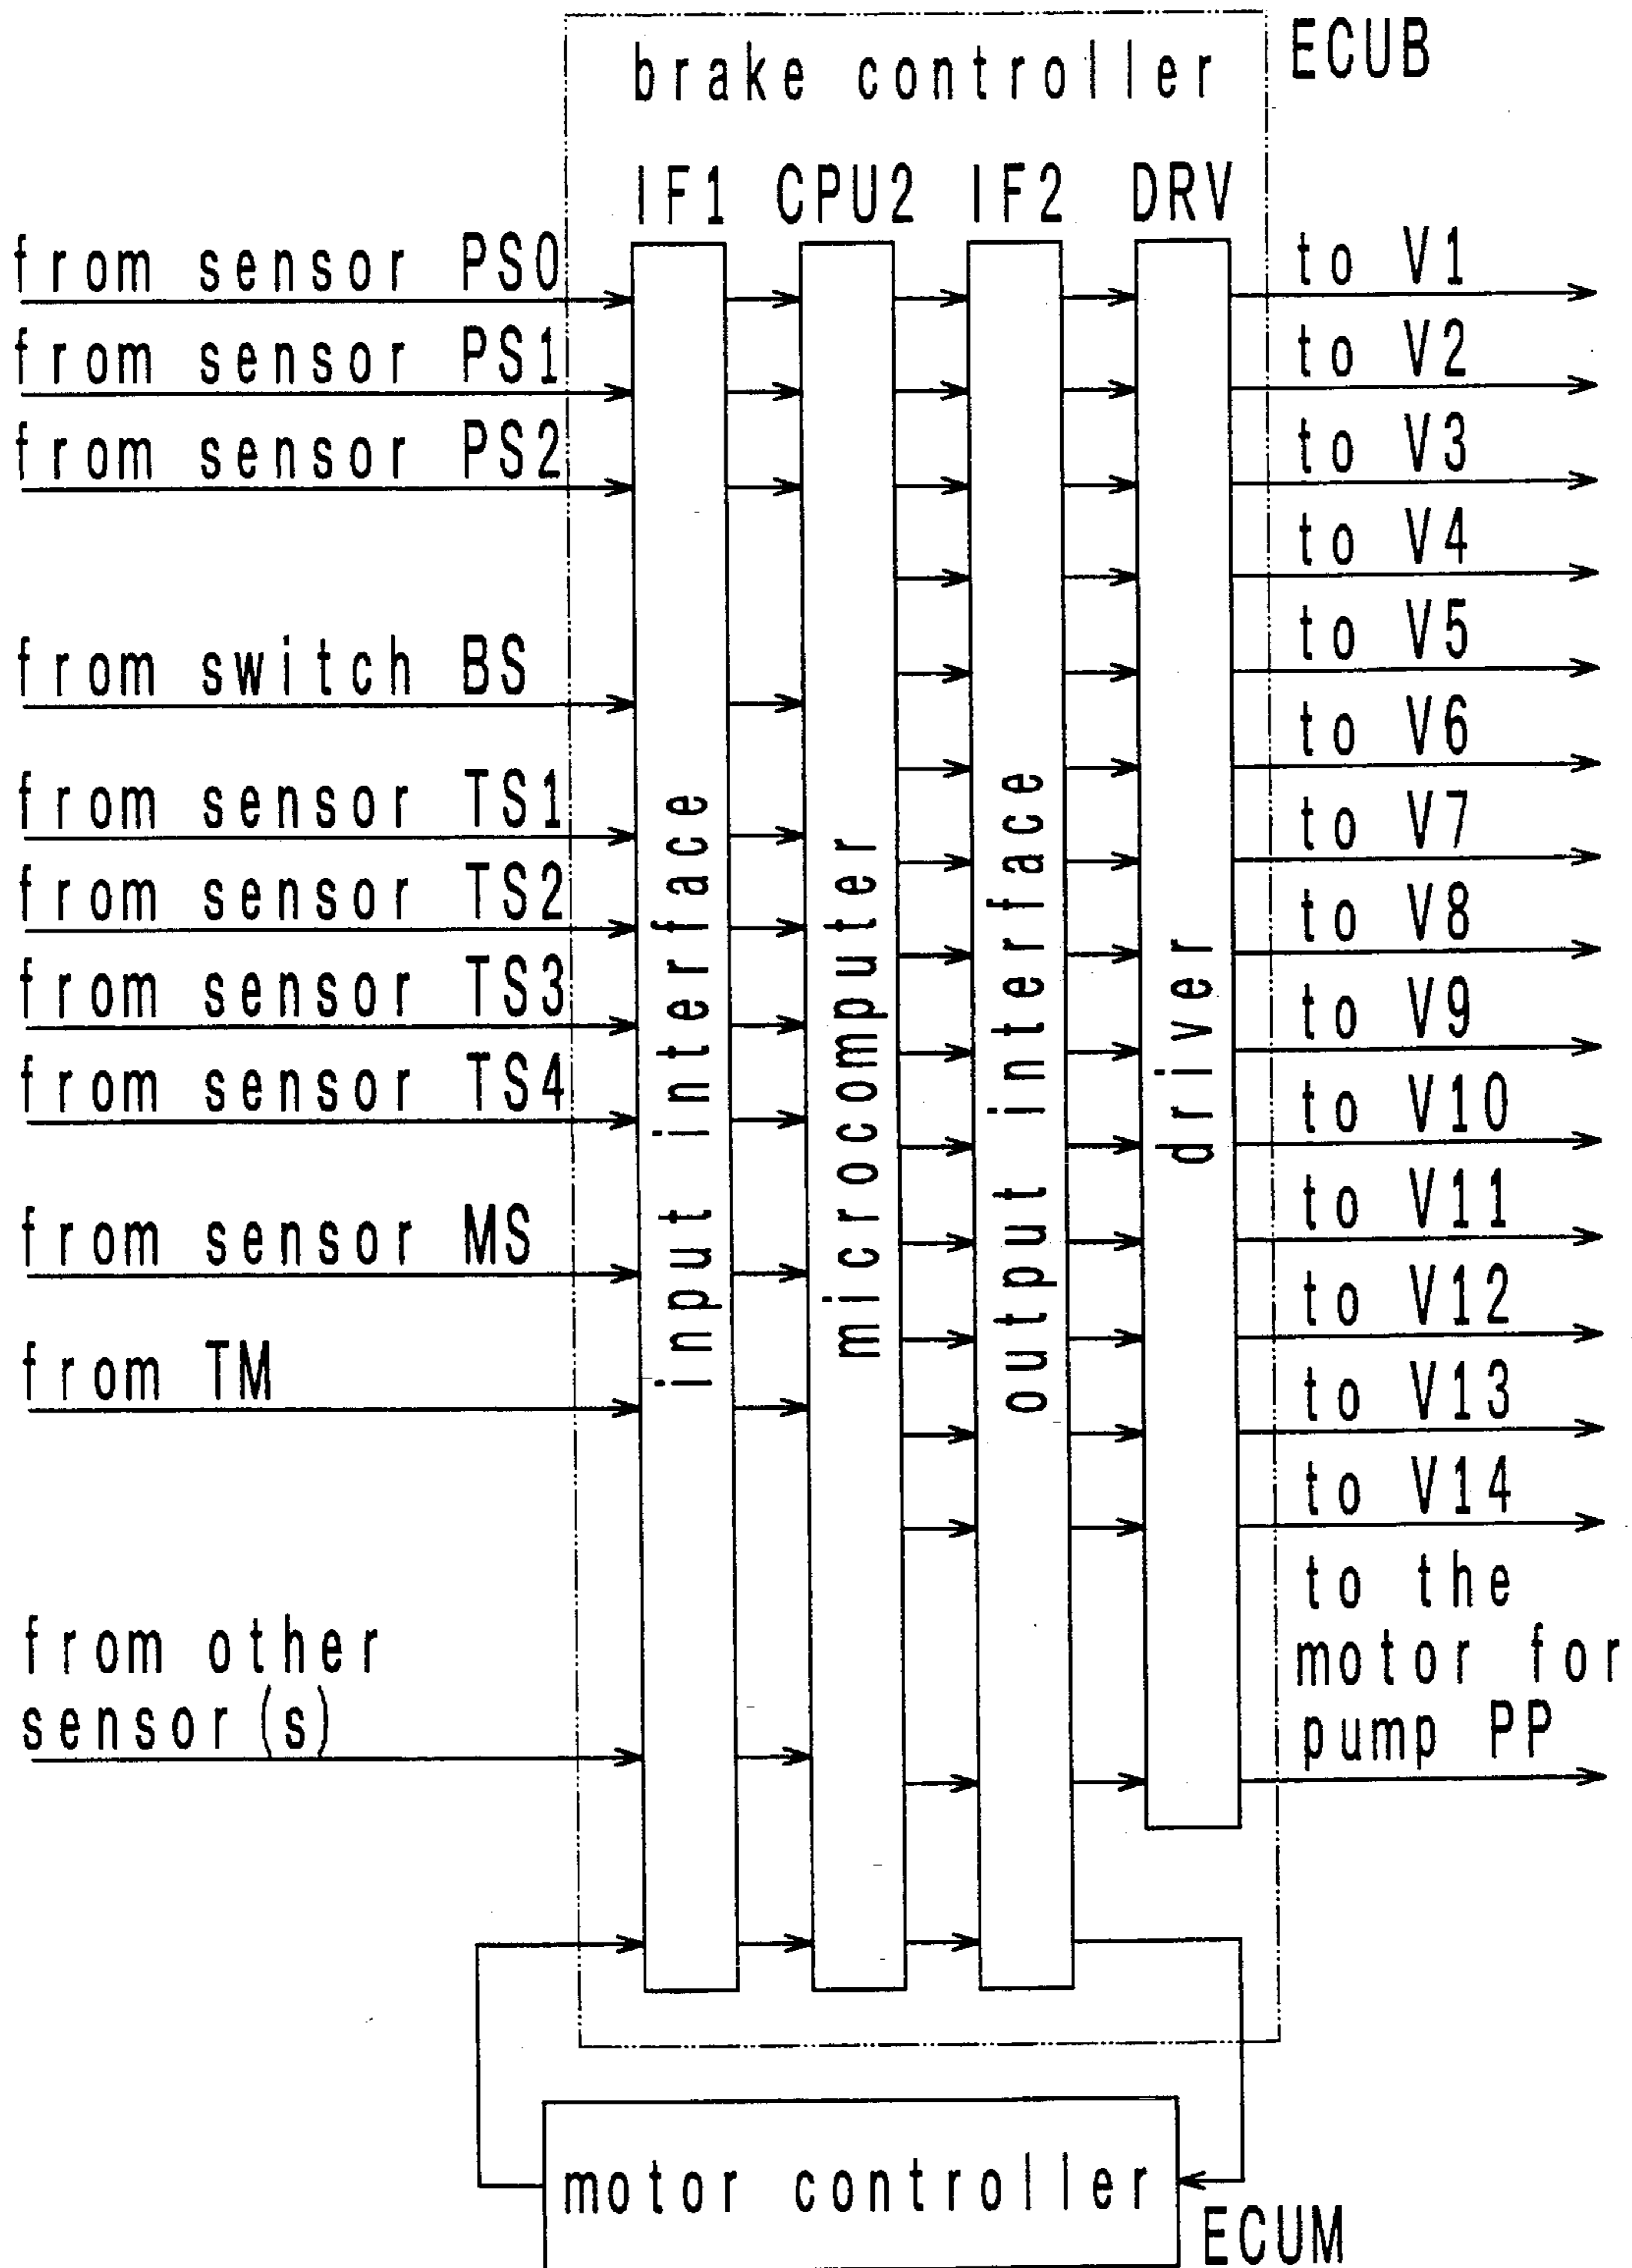 ECUB
brake controller
IF1 CPU2 IF2 DRV
from sensor PS0
from sensor PS1
from sensor PS2
from switch BS
from sensor TS1
from sensor TS2
from sensor TS3
from sensor TS4
from sensor MS
from TM
from other
sensor(s)
input interface
microcomputer
output interface
driver
to V1
to V2
to V3
to V4
to V5
to V6
to V7
to V8
to V9
to V10
to V11
to V12
to V13
to V14
to the
motor for
pump PP
motor controller
ECUM